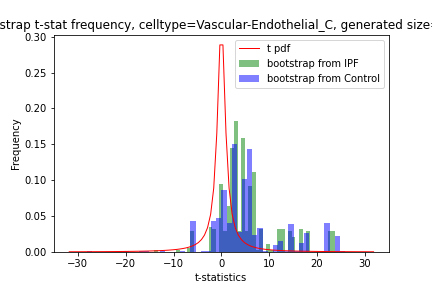 strap t-stat frequency, celltype=Vascular-Endothelial_C, generated size=
t pdf
bootstrap from IPF
bootstrap from Control
Frequency
0.30
0.25
0.20
0.15
0.10
0.05
0.00
−30 −20 −10 0 10 20 30
t-statistics